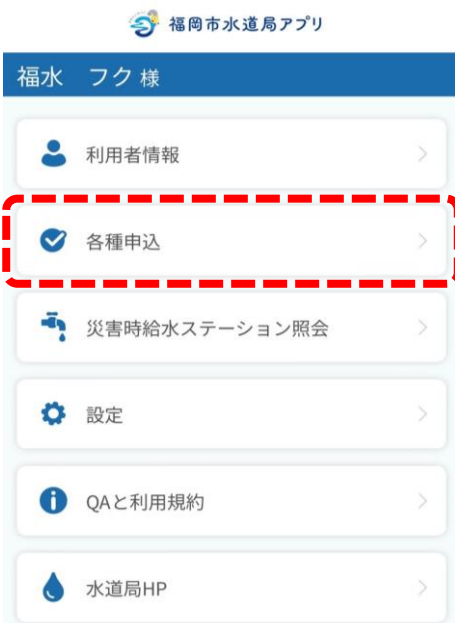 福岡市水道局アプリ
福水 フク 様
利用者情報
各種申込
災害時給水ステーション照会
設定
QAと利用規約
水道局HP